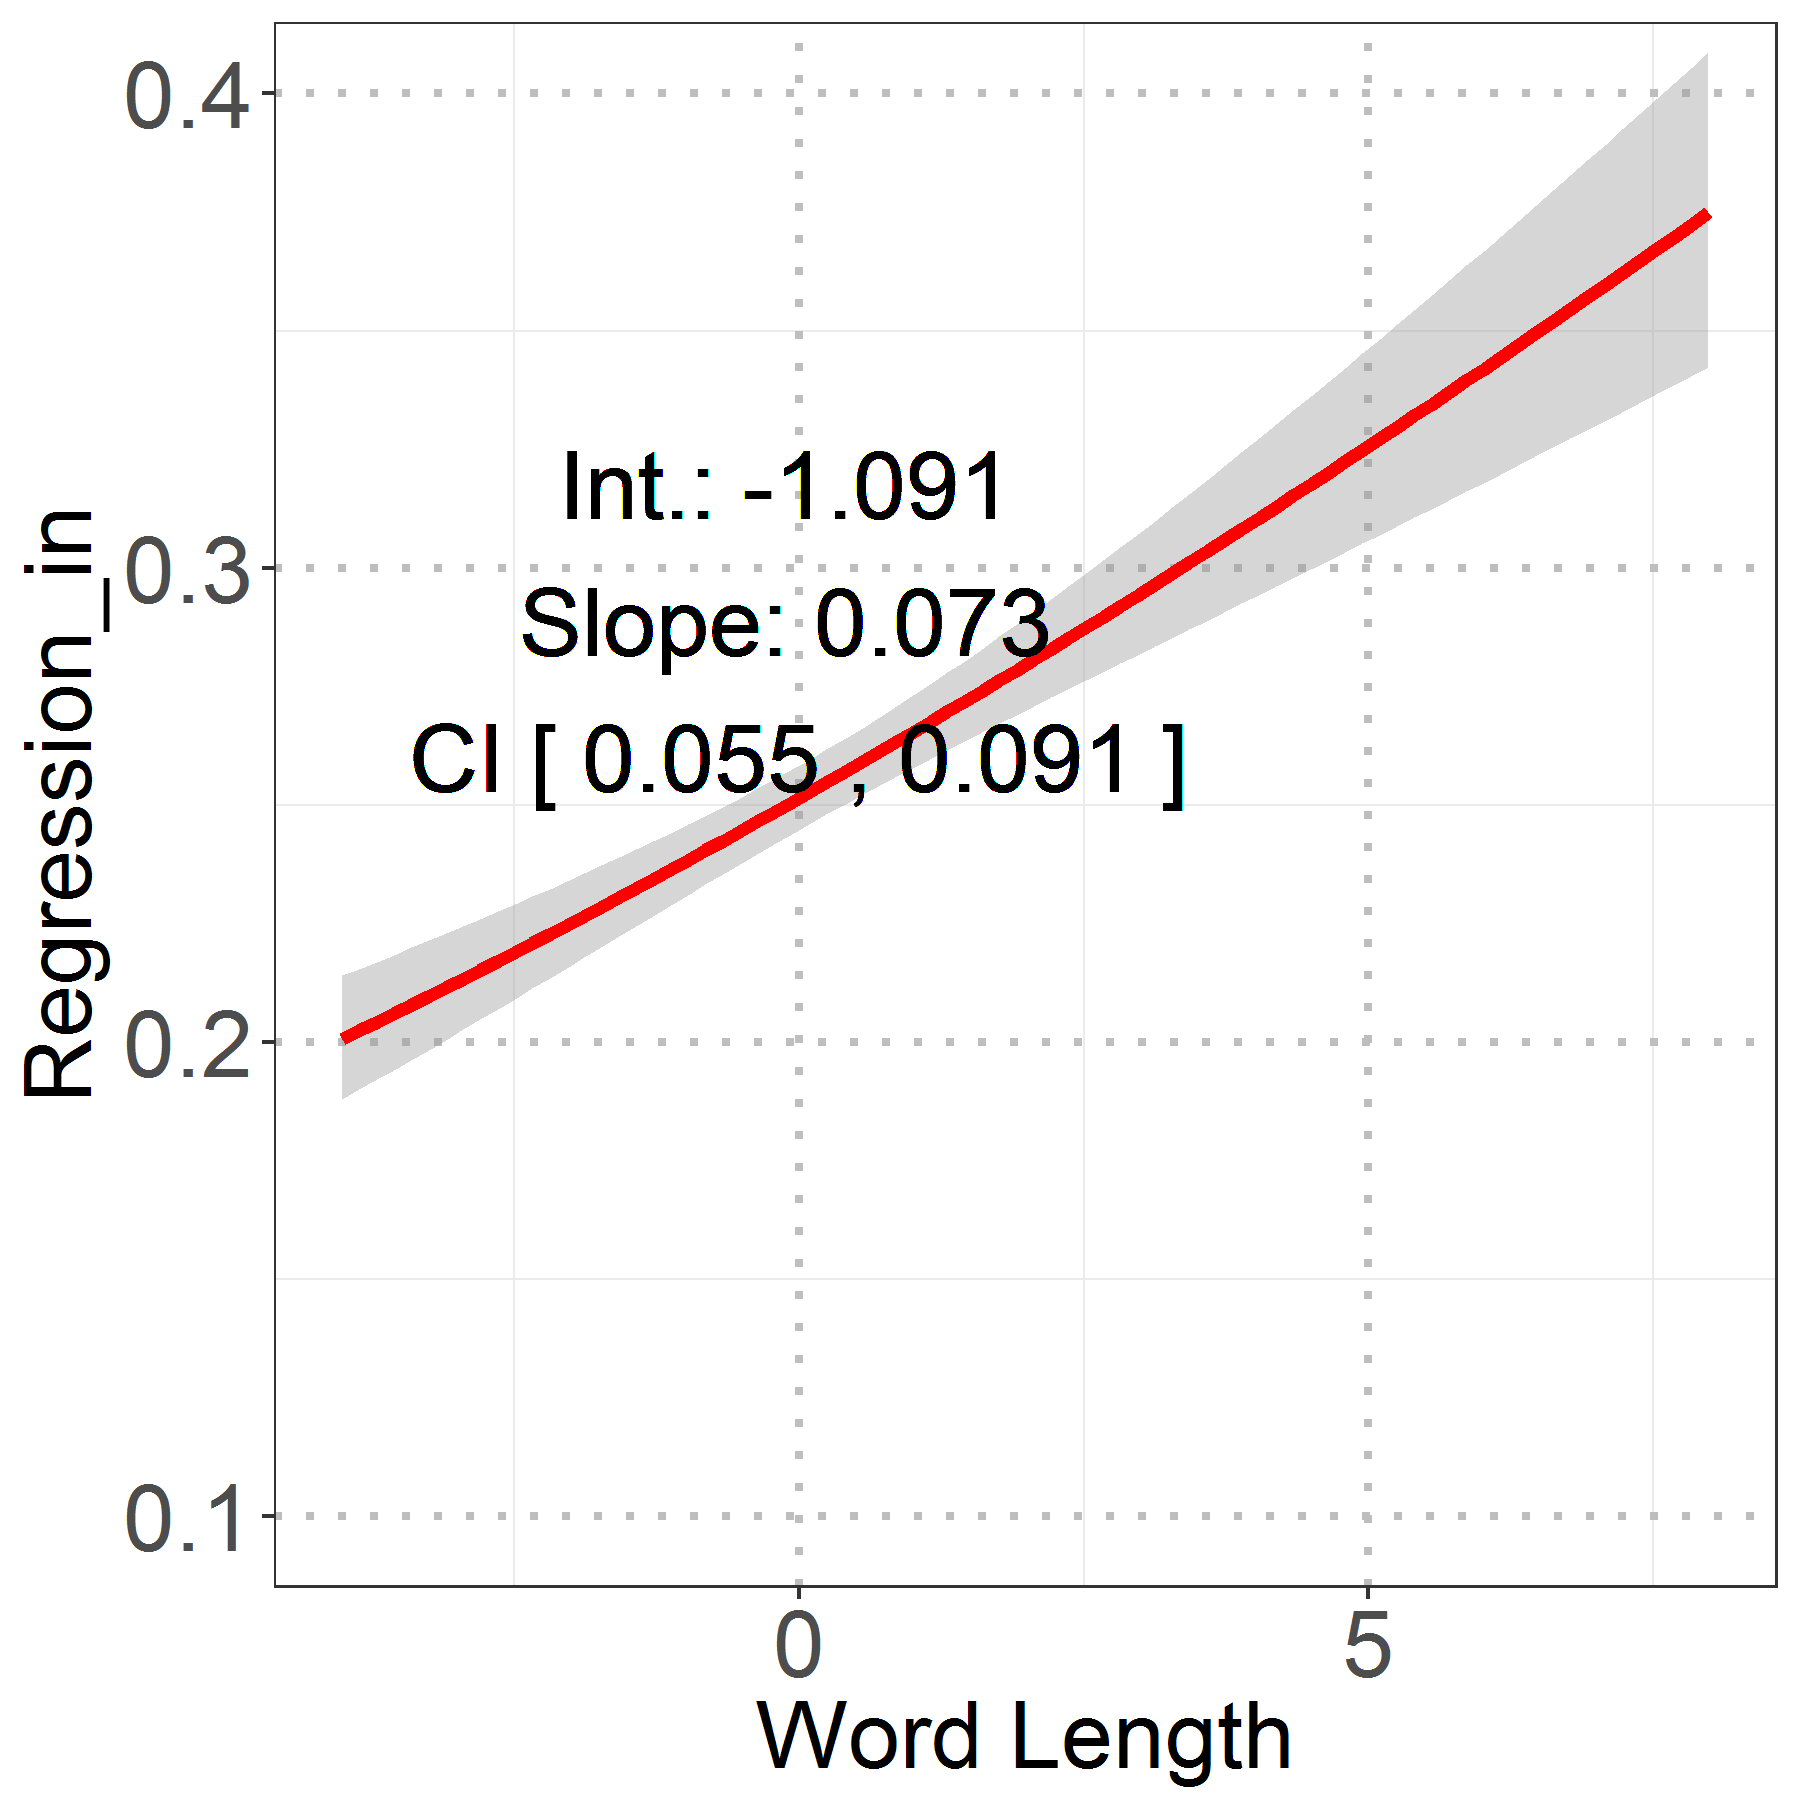 0.4
0.3
0.2
0.1
Regression_in
Int.: -1.091
Slope: 0.073
CI [ 0.055 , 0.091 ]
0 5
Word Length